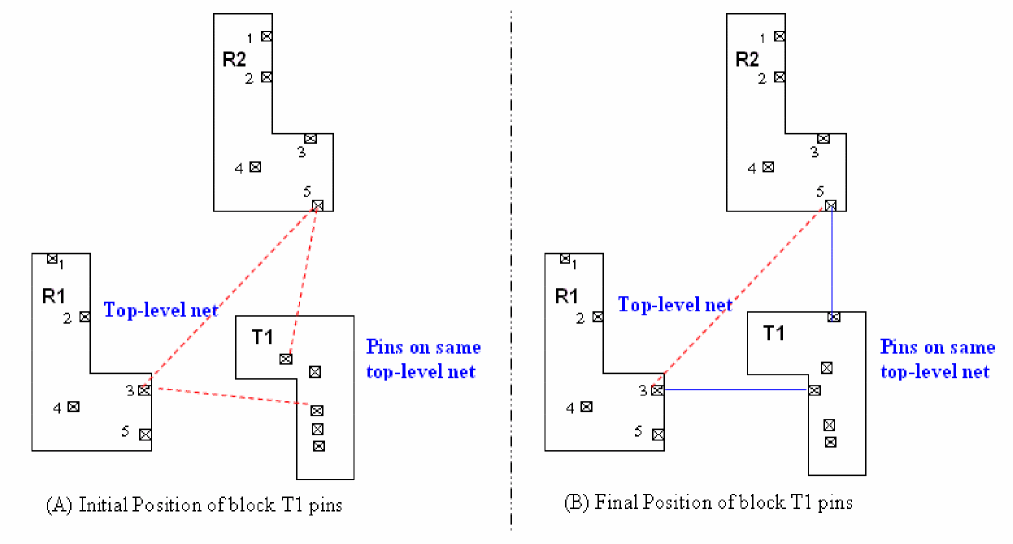 1
R2
2
3
4
5
1
R1
2
Top-level net
T1
Pins on same
top-level net
3
4
5
(A) Initial Position of block T1 pins
1
R2
2
3
4
5
1
R1
2
Top-level net
T1
Pins on same
top-level net
3
4
5
(B) Final Position of block T1 pins